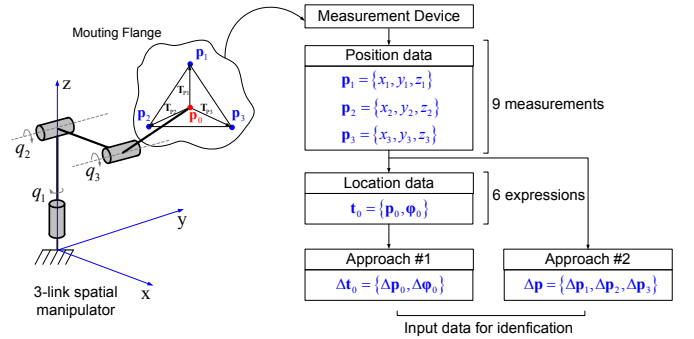 Mouting Flange
p1
TP1
TP2
TP3
p2
p0
p3
z
q2
q3
q1
y
x
3-link spatial
manipulator
Measurement Device
Position data
p1 = {x1, y1, z1}
p2 = {x2, y2, z2}
p3 = {x3, y3, z3}
9 measurements
Location data
t0 = {p0, φ0}
6 expressions
Approach #1
Δt0 = {Δp0, Δφ0}
Approach #2
Δp = {Δp1, Δp2, Δp3}
Input data for idenfication